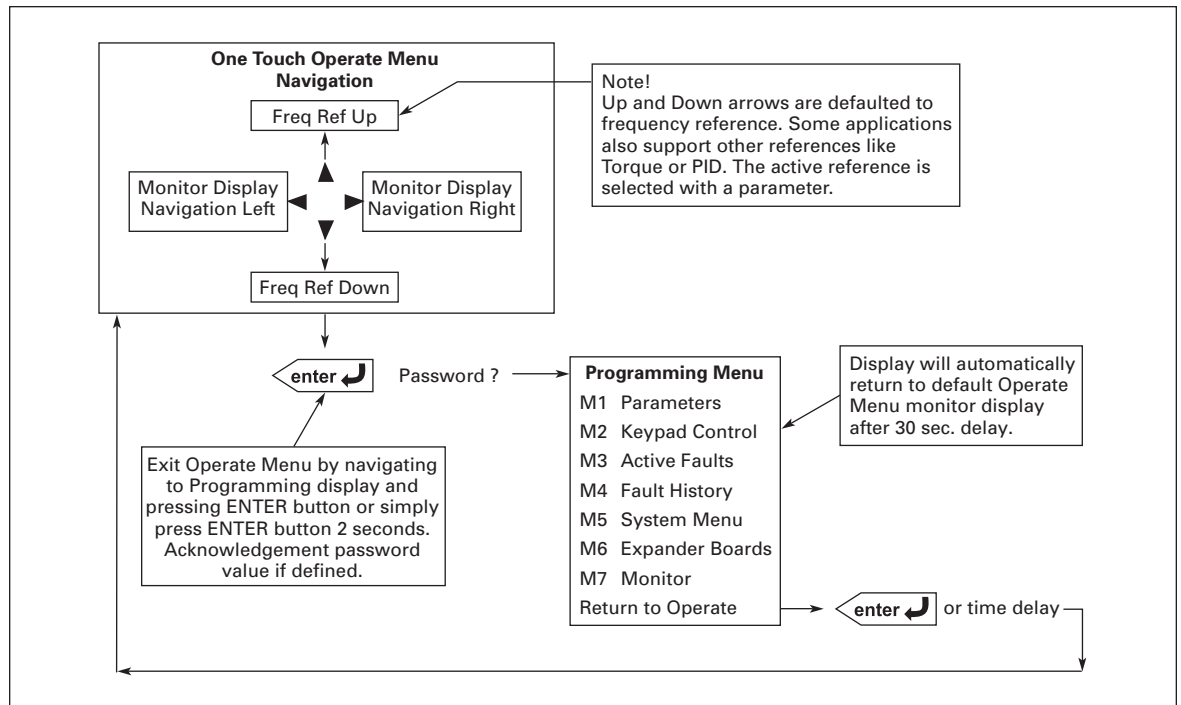 One Touch Operate Menu
Navigation
Freq Ref Up
Monitor Display
Navigation Left
Monitor Display
Navigation Right
Freq Ref Down
Note!
Up and Down arrows are defaulted to
frequency reference. Some applications
also support other references like
Torque or PID. The active reference is
selected with a parameter.
enter
Password ?
Exit Operate Menu by navigating
to Programming display and
pressing ENTER button or simply
press ENTER button 2 seconds.
Acknowledgement password
value if defined.
Programming Menu
M1 Parameters
M2 Keypad Control
M3 Active Faults
M4 Fault History
M5 System Menu
M6 Expander Boards
M7 Monitor
Return to Operate
Display will automatically
return to default Operate
Menu monitor display
after 30 sec. delay.
enter
or time delay